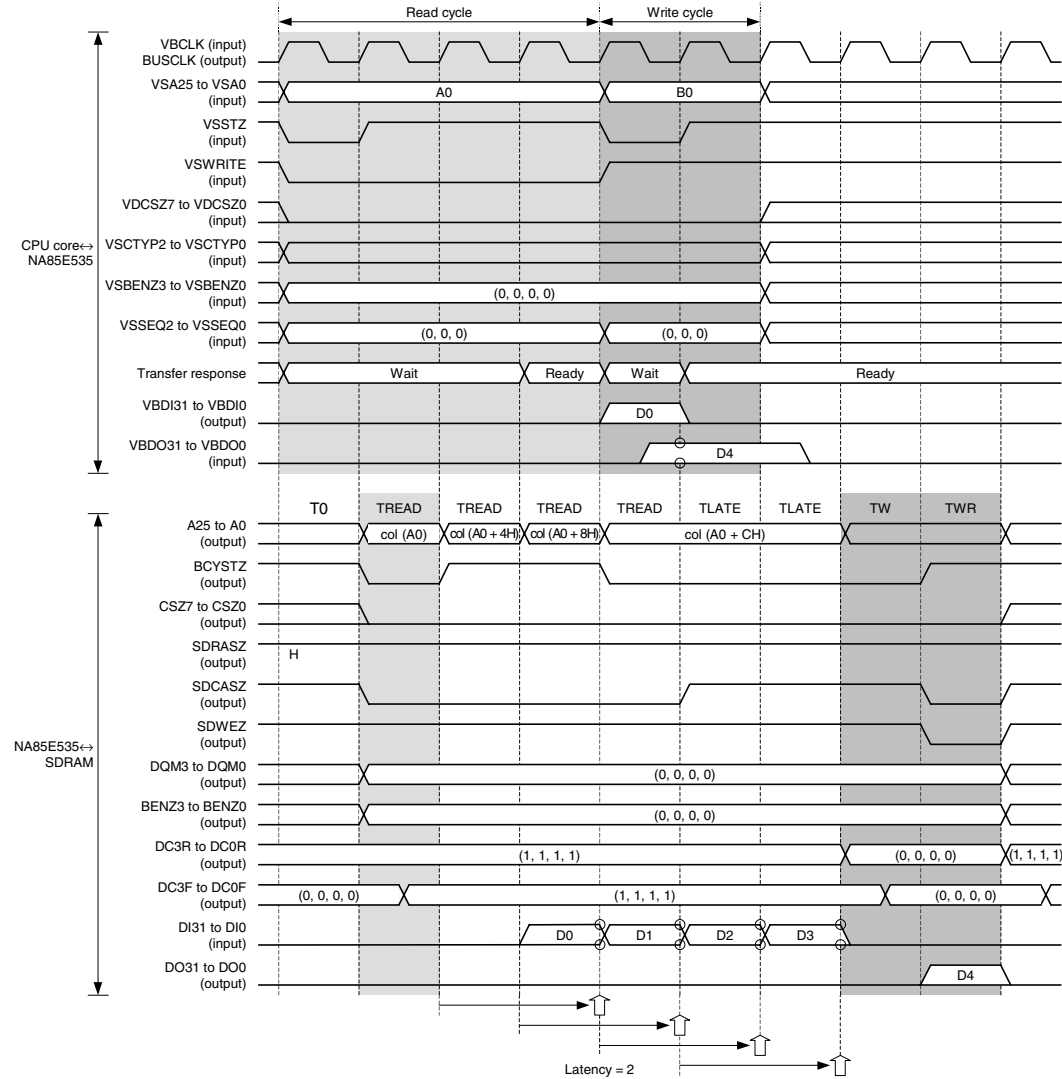 Read cycle
Write cycle
VBCLK (input)
BUSCLK (output)
VSA25 to VSA0
(input)
A0
B0
VSSTZ
(input)
VSWRITE
(input)
VDCSZ7 to VDCSZ0
(input)
CPU core↔
NA85E535
VSCTYP2 to VSCTYP0
(input)
VSBENZ3 to VSBENZ0
(input)
(0, 0, 0, 0)
VSSEQ2 to VSSEQ0
(input)
(0, 0, 0)
(0, 0, 0)
Transfer response
Wait
Ready
Wait
Ready
VBDI31 to VBDI0
(output)
D0
VBDO31 to VBDO0
(input)
D4
T0
TREAD
TREAD
TREAD
TREAD
TLATE
TLATE
TW
TWR
A25 to A0
(output)
col (A0)
col (A0 + 4H)
col (A0 + 8H)
col (A0 + CH)
BCYSTZ
(output)
CSZ7 to CSZ0
(output)
SDRASZ
(output)
H
SDCASZ
(output)
SDWEZ
(output)
NA85E535↔
SDRAM
DQM3 to DQM0
(output)
(0, 0, 0, 0)
BENZ3 to BENZ0
(output)
(0, 0, 0, 0)
DC3R to DC0R
(output)
(1, 1, 1, 1)
(0, 0, 0, 0)
(1, 1, 1, 1)
DC3F to DC0F
output)
(0, 0, 0, 0)
(1, 1, 1, 1)
(0, 0, 0, 0)
DI31 to DI0
(input)
D0
D1
D2
D3
DO31 to DO0
(output)
D4
Latency = 2